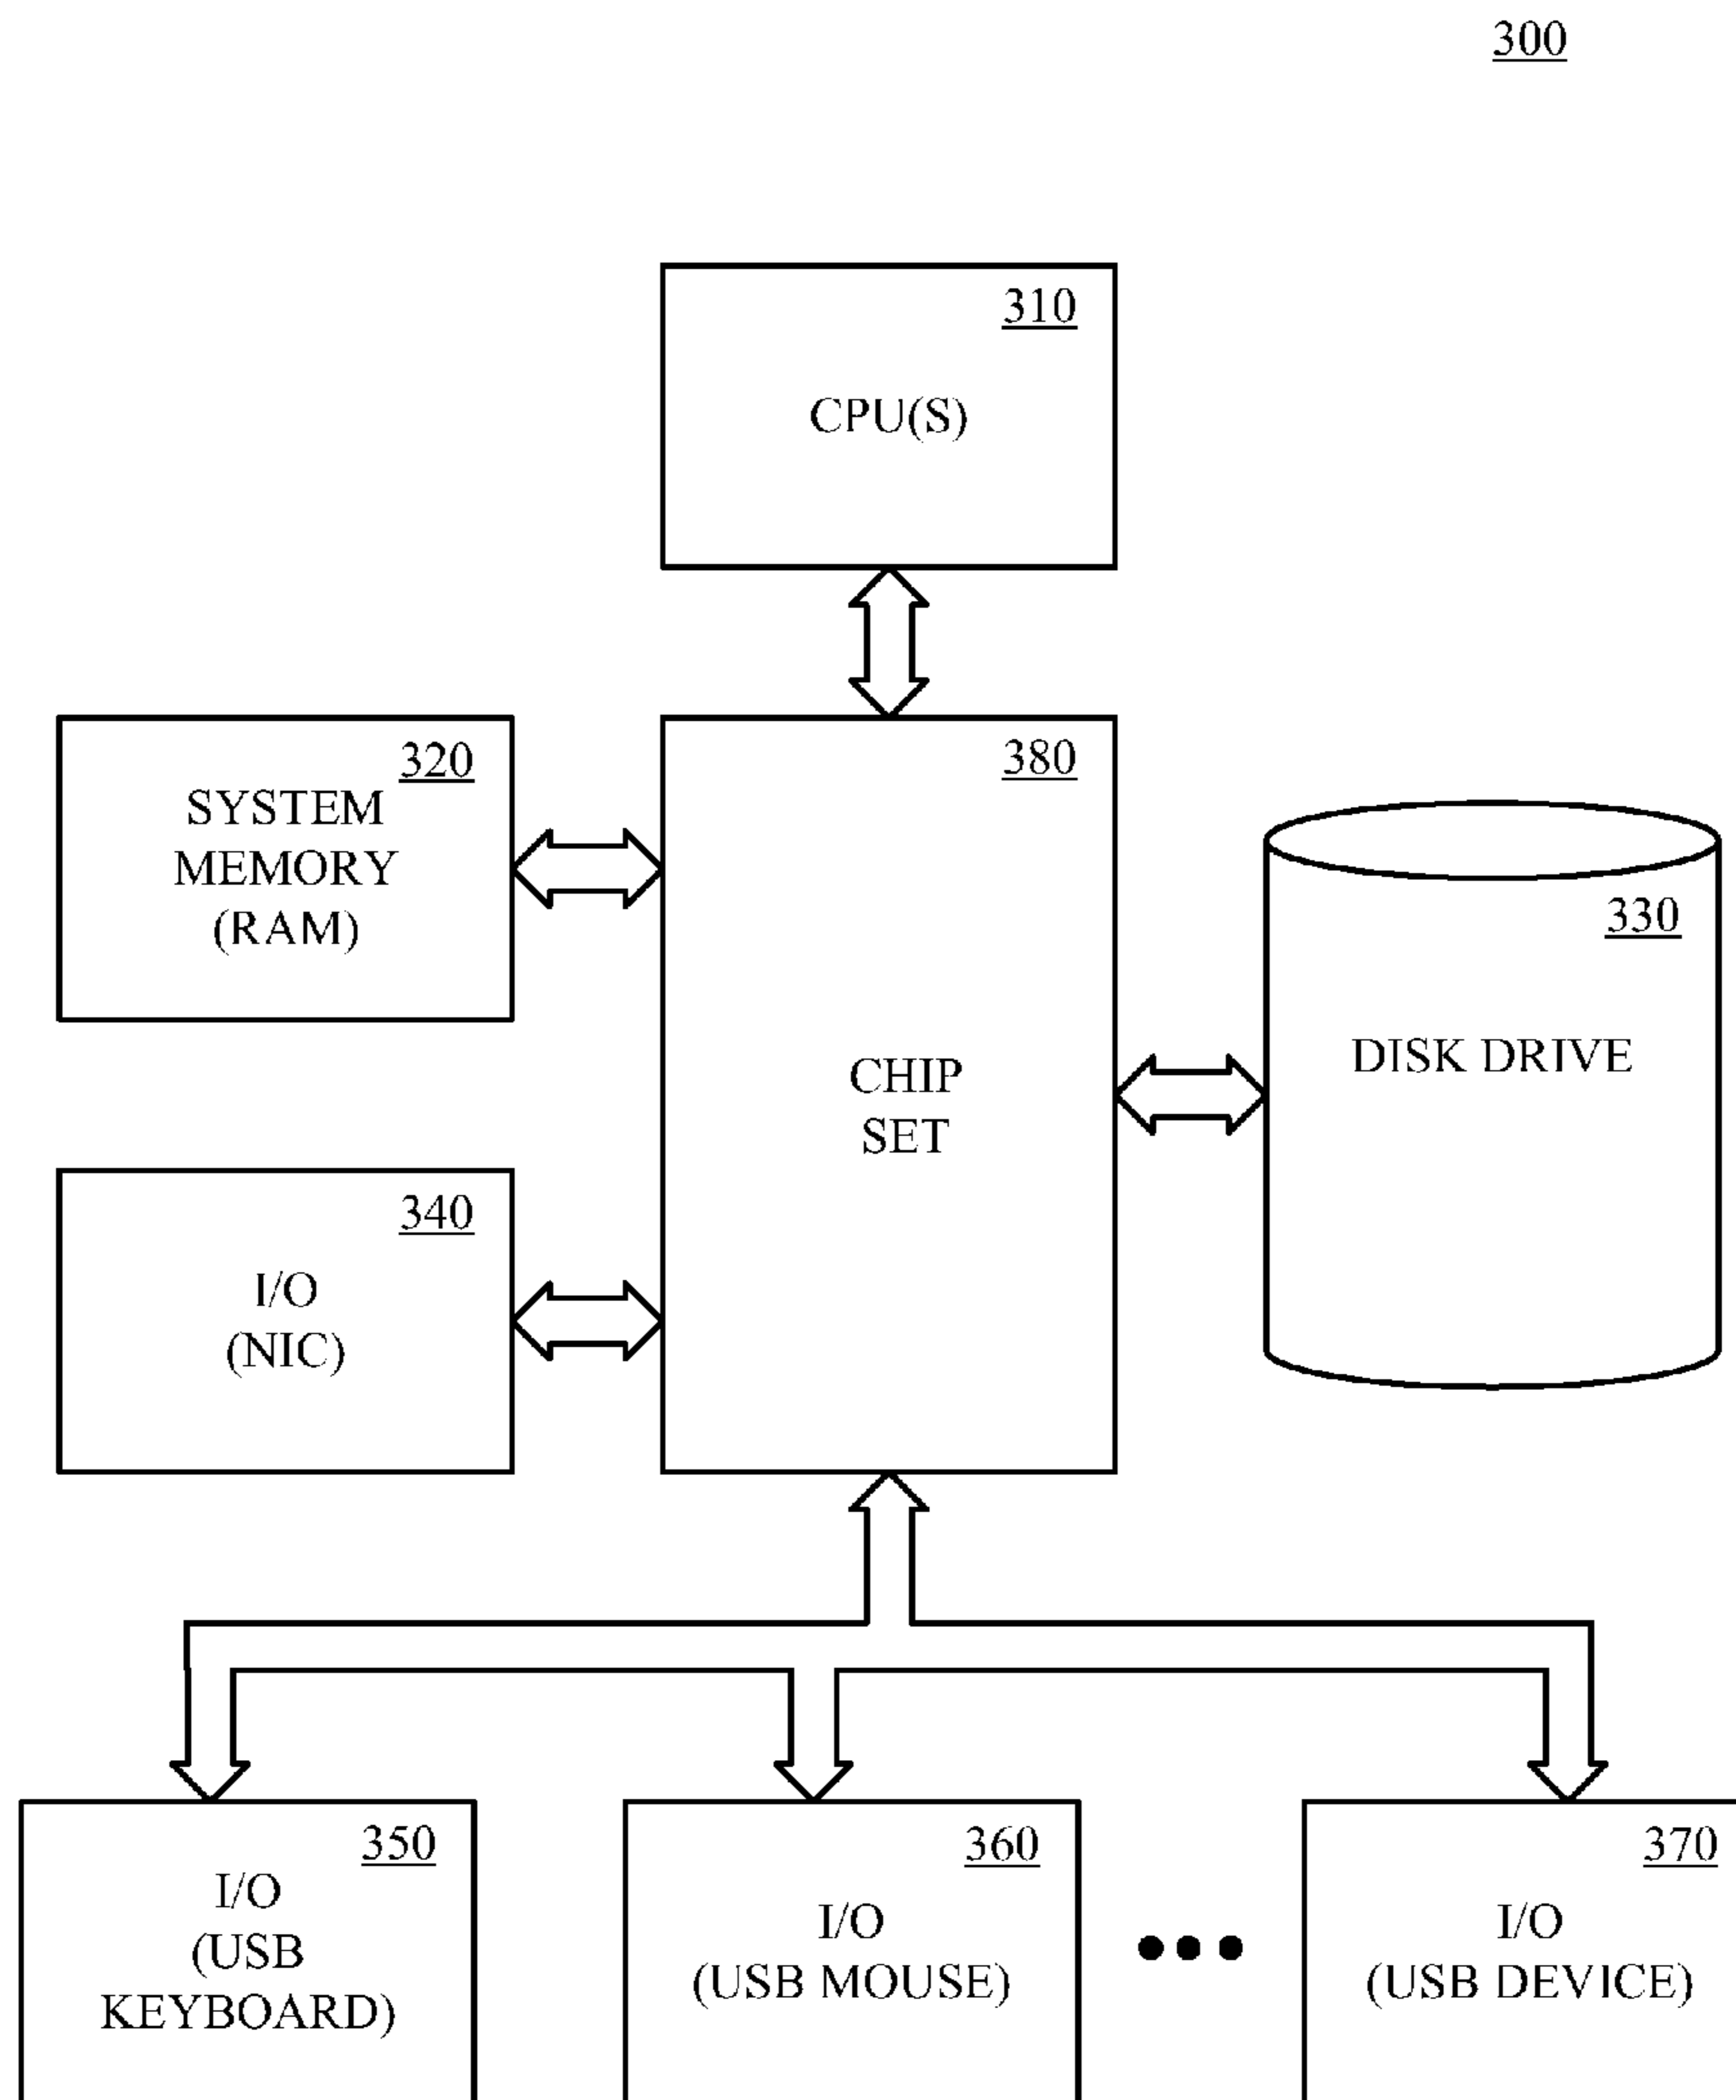 300
310
CPU(S)
320
SYSTEM
MEMORY
(RAM)
380
CHIP
SET
330
DISK DRIVE
340
I/O
(NIC)
350
I/O
(USB
KEYBOARD)
360
I/O
(USB MOUSE)
370
I/O
(USB DEVICE)